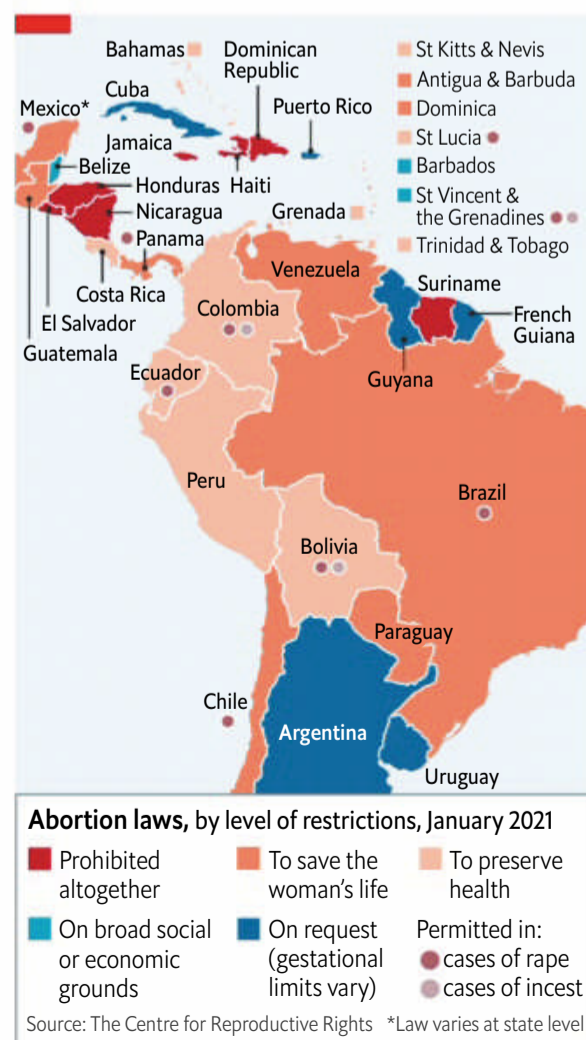 Bahamas
Dominican
Republic
St Kitts & Nevis
Antigua & Barbuda
Cuba
Mexico*
Puerto Rico
Dominica
Jamaica
St Lucia
Belize
Barbados
Honduras
Haiti
St Vincent &
the Grenadines
Nicaragua
Grenada
Panama
Trinidad & Tobago
Costa Rica
Venezuela
Suriname
El Salvador
Colombia
French
Guiana
Guatemala
Ecuador
Guyana
Peru
Brazil
Bolivia
Paraguay
Chile
Argentina
Uruguay
Abortion laws, by level of restrictions, January 2021
Prohibited
altogether
To save the
woman's life
To preserve
health
On broad social
or economic
grounds
On request
(gestational
limits vary)
Permitted in:
cases of rape
cases of incest
Source: The Centre for Reproductive Rights *Law varies at state level